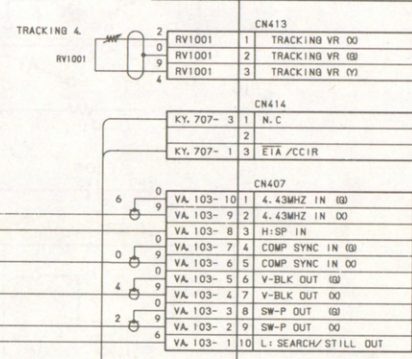 CN413
TRACKING 4.
RV1001
2
0
9
4
RV1001 1 TRACKING VR (X)
RV1001 2 TRACKING VR (G)
RV1001 3 TRACKING VR (Y)
CN414
KY. 707- 3 1 N.C
2
KY. 707- 1 3 EIA/CCIR
CN407
6 0 9
VA. 103- 10 1 4.43MHZ IN (G)
VA. 103- 9 2 4.43MHZ IN (X)
VA. 103- 8 3 H:SP IN
0 0 9
VA. 103- 7 4 COMP SYNC IN (G)
VA. 103- 6 5 COMP SYNC IN (X)
4 0 9
VA. 103- 5 6 V-BLK OUT (G)
VA. 103- 4 7 V-BLK OUT (X)
2 0 9
VA. 103- 3 8 SW-P OUT (G)
VA. 103- 2 9 SW-P OUT (X)
6
VA. 103- 1 10 L: SEARCH/STILL OUT